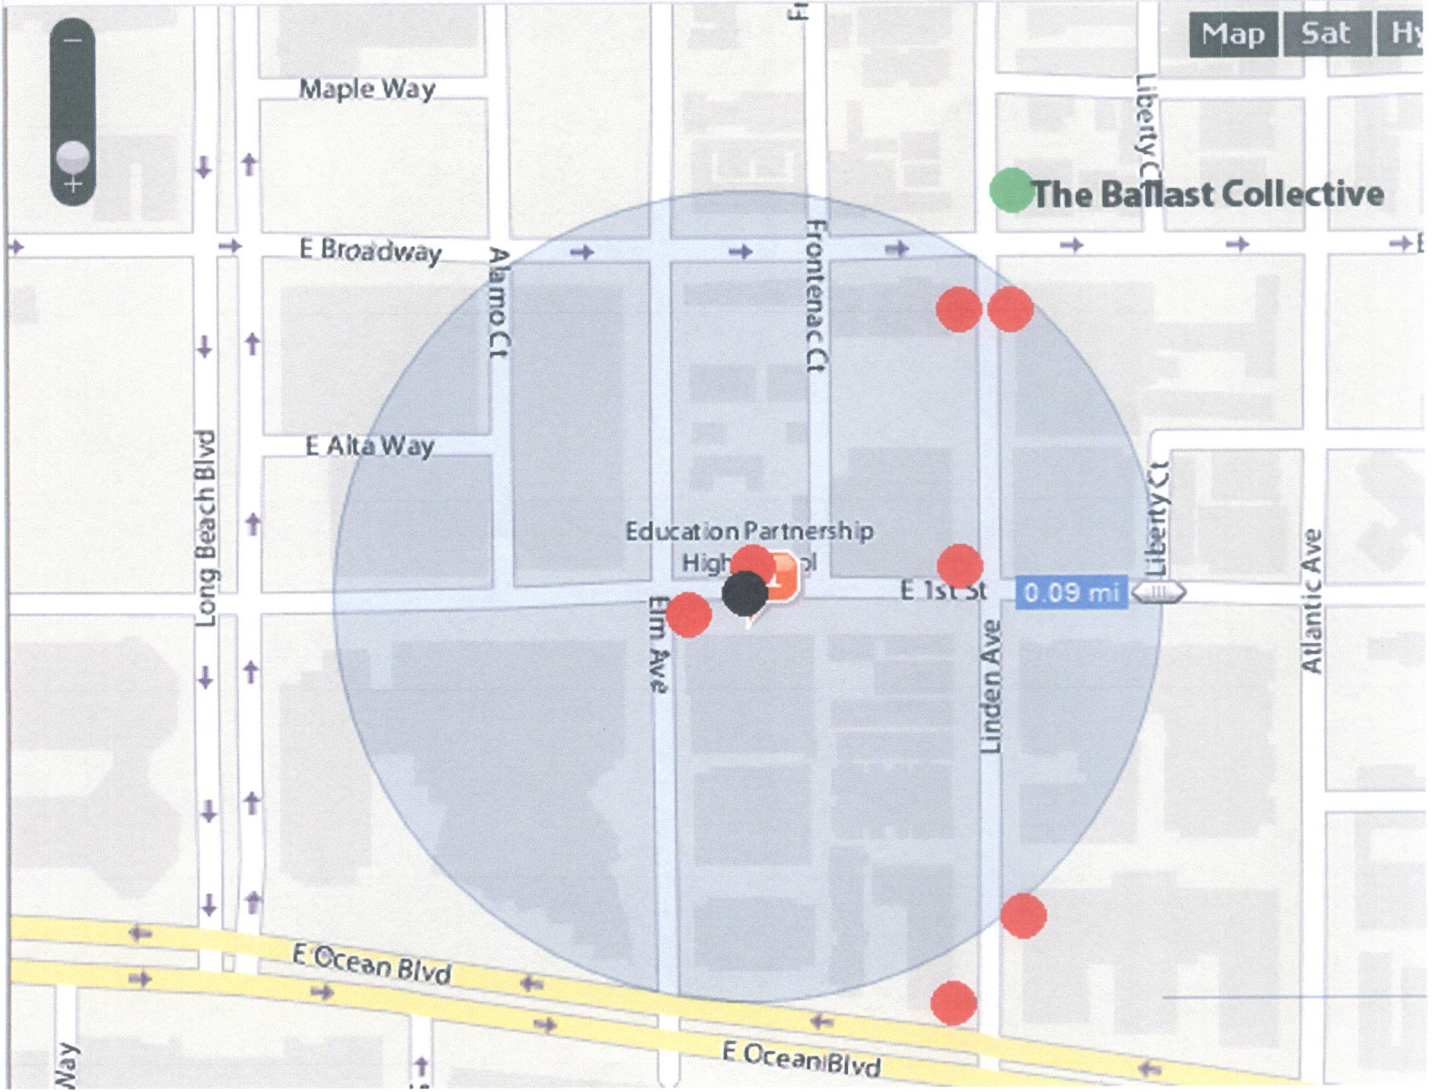 Map Sat Hy
Maple Way
Liberty C
The Ballast Collective
E Broadway
Alamo Ct
Frontenac Ct
E Alta Way
Long Beach Blvd
Education Partnership
High
E 1st St
0.09 mi
Liberty Ct
Elm Ave
Linden Ave
Atlantic Ave
E Ocean Blvd
E Ocean Blvd
Way